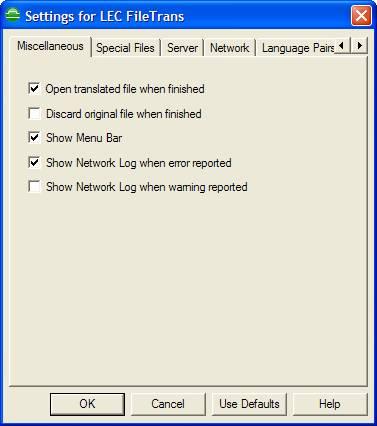 Settings for LEC FileTrans
Miscellaneous Special Files Server Network Language Pairs
Open translated file when finished
Discard original file when finished
Show Menu Bar
Show Network Log when error reported
Show Network Log when warning reported
OK Cancel Use Defaults Help